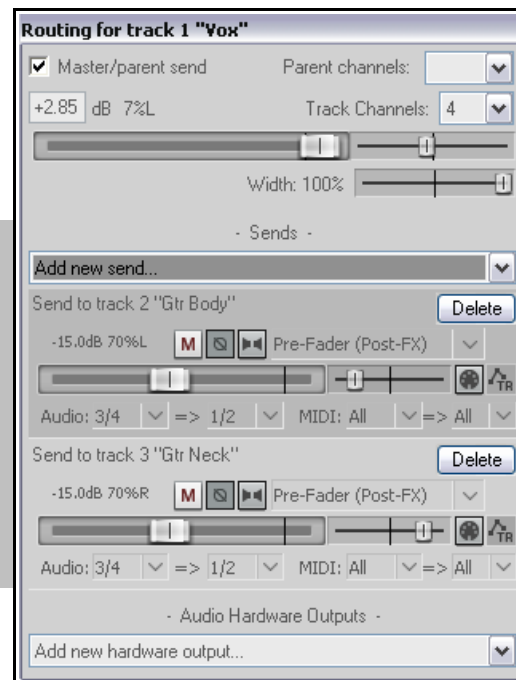 Routing for track 1 "Vox"
Master/parent send Parent channels:
+2.85 dB 7%L Track Channels: 4
Width: 100%
- Sends -
Add new send...
Send to track 2 "Gtr Body" Delete
-15.0dB 70%L M Pre-Fader (Post-FX)
TR
Audio: 3/4 => 1/2 MIDI: All => All
Send to track 3 "Gtr Neck" Delete
-15.0dB 70%R M Pre-Fader (Post-FX)
TR
Audio: 3/4 => 1/2 MIDI: All => All
- Audio Hardware Outputs -
Add new hardware output...